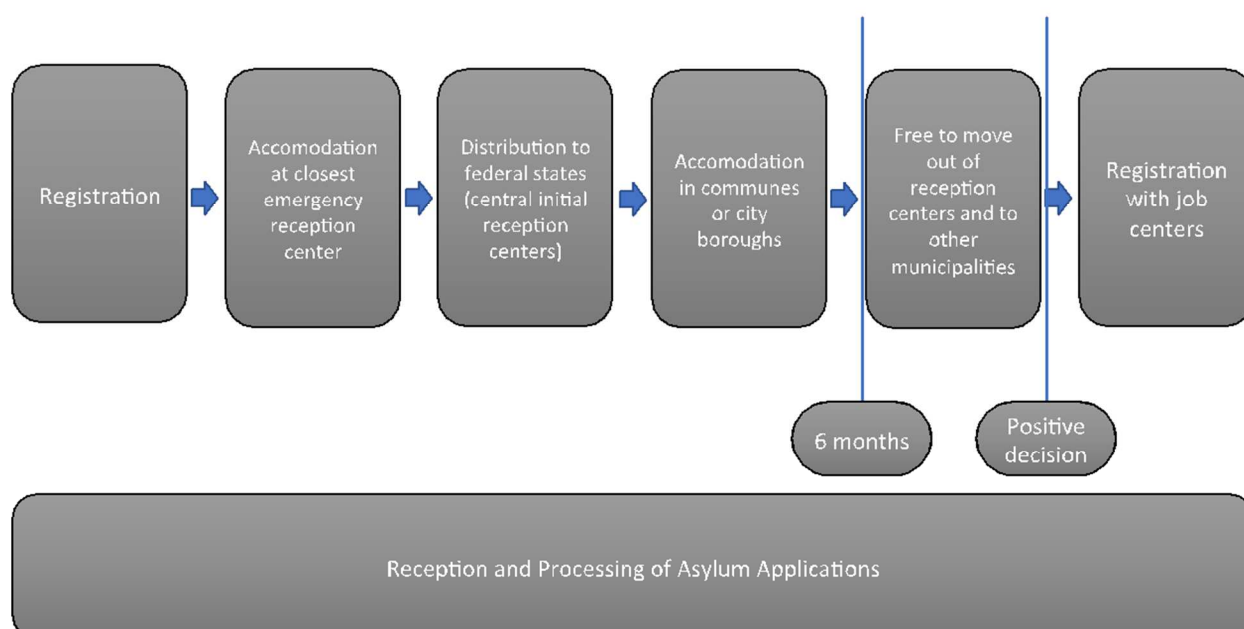 Registration
Accomodation
at closest
emergency
reception
center
Distribution to
federal states
(central initial
reception
centers)
Accomodation
in communes
or city
boroughs
Free to move
out of
reception
centers and to
other
municipalities
Registration
with job
centers
6 months
Positive
decision
Reception and Processing of Asylum Applications